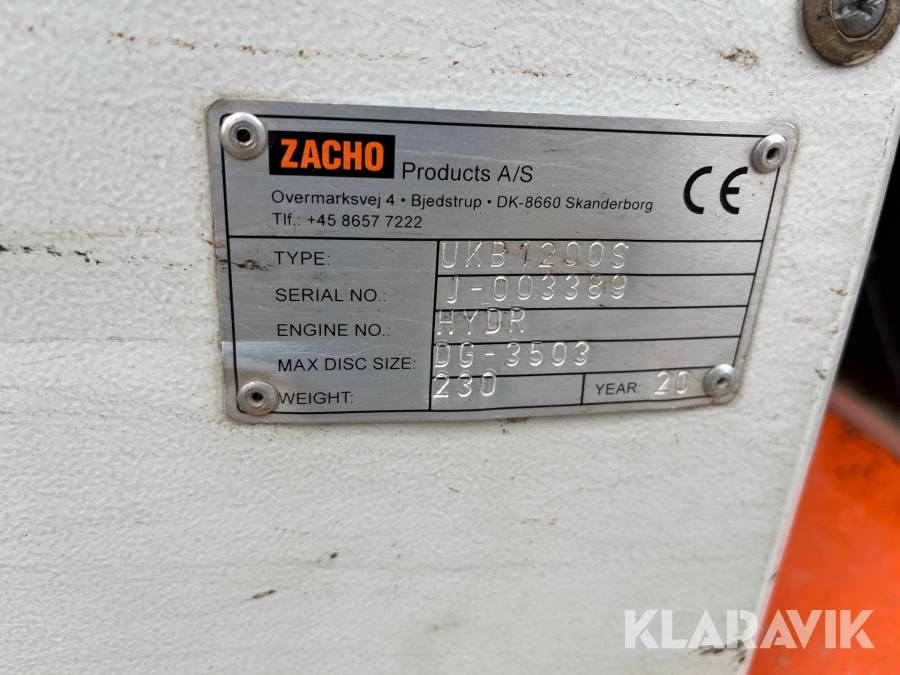 ZACHO Products A/S
Overmarksvej 4 • Bjedstrup • DK-8660 Skanderborg
Tlf.: +45 8657 7222
CE
TYPE: UKB1200S
SERIAL NO.: J-003389
ENGINE NO.: HYDR
MAX DISC SIZE: DG-3503
WEIGHT: 230 YEAR: 20
KLARAVIK